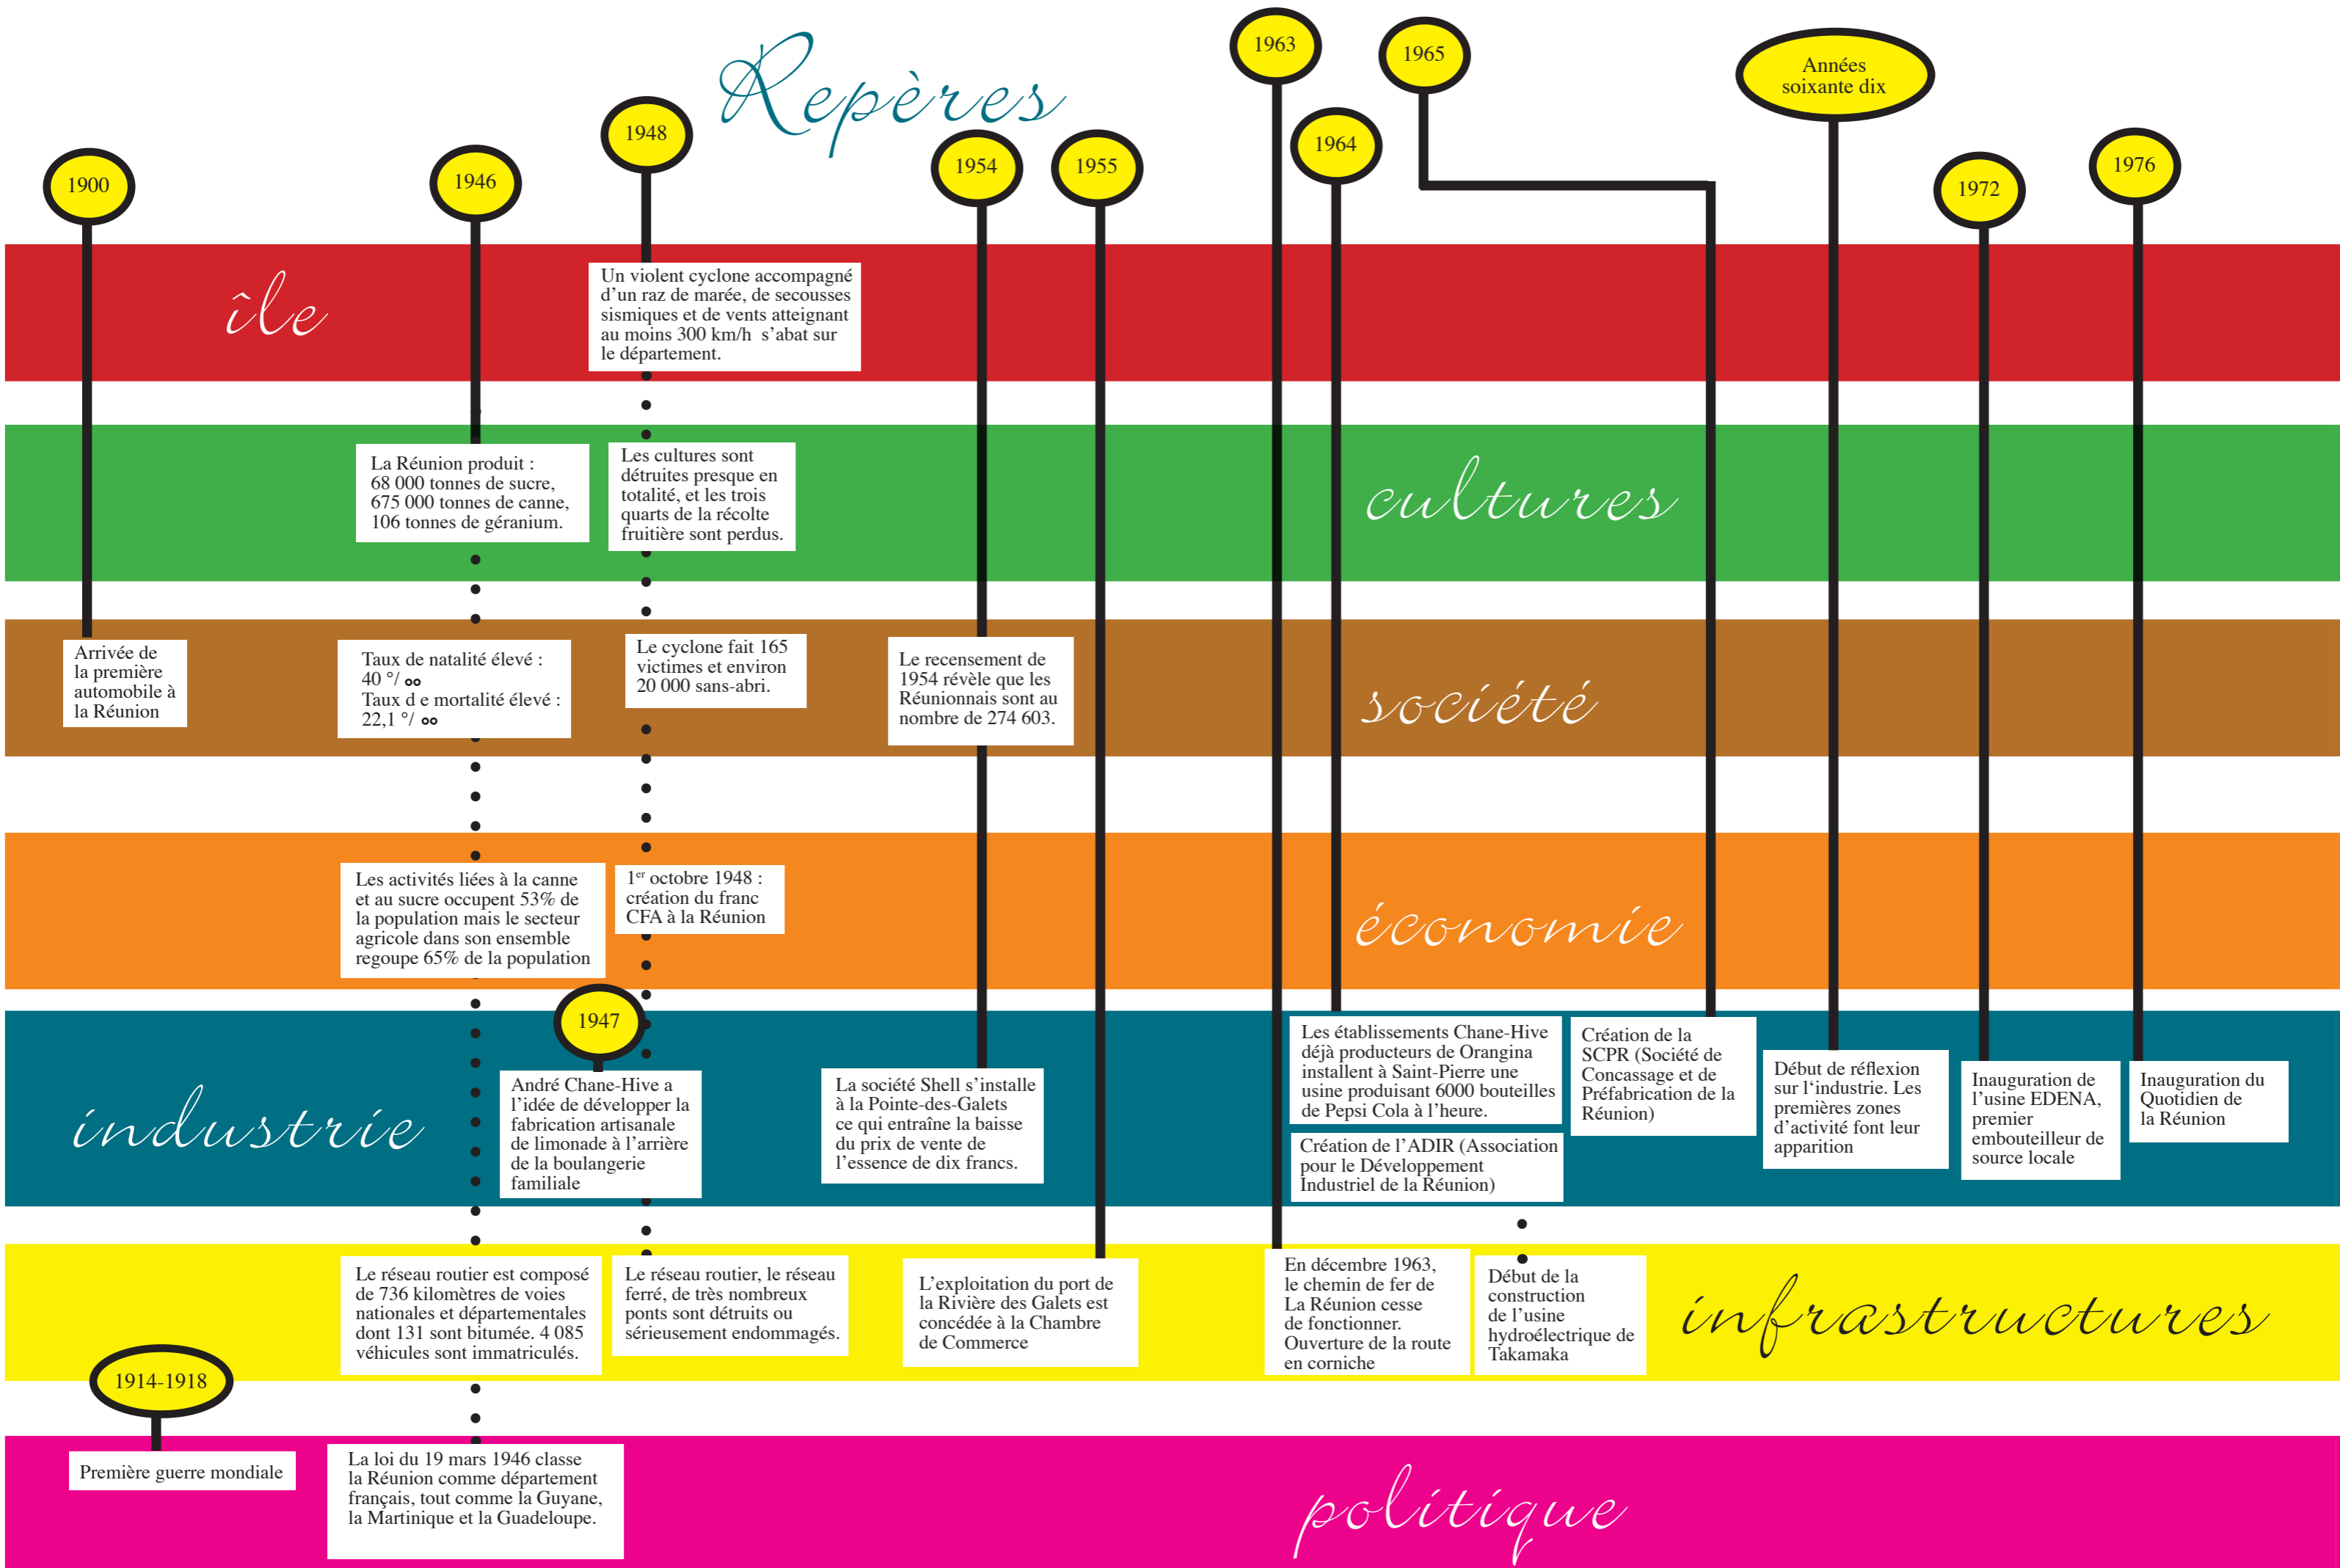 Repères
1900
1946
1948
1954
1955
1963
1964
1965
Années
soixante dix
1972
1976
île
Un violent cyclone accompagné
d’un raz de marée, de secousses
sismiques et de vents atteignant
au moins 300 km/h s’abat sur
le département.
cultures
La Réunion produit :
68 000 tonnes de sucre,
675 000 tonnes de canne,
106 tonnes de géranium.
Les cultures sont
détruites presque en
totalité, et les trois
quarts de la récolte
fruitière sont perdus.
société
Arrivée de
la première
automobile à
la Réunion
Taux de natalité élevé :
40 °/ oo
Taux d e mortalité élevé :
22,1 °/ oo
Le cyclone fait 165
victimes et environ
20 000 sans-abri.
Le recensement de
1954 révèle que les
Réunionnais sont au
nombre de 274 603.
économie
Les activités liées à la canne
et au sucre occupent 53% de
la population mais le secteur
agricole dans son ensemble
regoupe 65% de la population
1er octobre 1948 :
création du franc
CFA à la Réunion
industrie
1947
André Chane-Hive a
l’idée de développer la
fabrication artisanale
de limonade à l’arrière
de la boulangerie
familiale
La société Shell s’installe
à la Pointe-des-Galets
ce qui entraîne la baisse
du prix de vente de
l’essence de dix francs.
Les établissements Chane-Hive
déjà producteurs de Orangina
installent à Saint-Pierre une
usine produisant 6000 bouteilles
de Pepsi Cola à l’heure.
Création de l’ADIR (Association
pour le Développement
Industriel de la Réunion)
Création de la
SCPR (Société de
Concassage et de
Préfabrication de la
Réunion)
Début de réflexion
sur l‘industrie. Les
premières zones
d’activité font leur
apparition
Inauguration de
l’usine EDENA,
premier
embouteilleur de
source locale
Inauguration du
Quotidien de
la Réunion
infrastructures
Le réseau routier est composé
de 736 kilomètres de voies
nationales et départementales
dont 131 sont bitumée. 4 085
véhicules sont immatriculés.
Le réseau routier, le réseau
ferré, de très nombreux
ponts sont détruits ou
sérieusement endommagés.
L’exploitation du port de
la Rivière des Galets est
concédée à la Chambre
de Commerce
En décembre 1963,
le chemin de fer de
La Réunion cesse
de fonctionner.
Ouverture de la route
en corniche
Début de la
construction
de l’usine
hydroélectrique de
Takamaka
politique
1914-1918
Première guerre mondiale
La loi du 19 mars 1946 classe
la Réunion comme département
français, tout comme la Guyane,
la Martinique et la Guadeloupe.